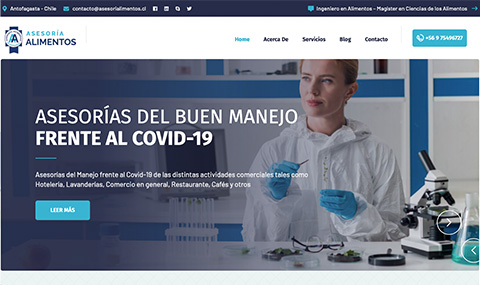 Antofagasta - Chile contacto@asesorialimentos.cl Ingeniero en Alimentos – Magíster en Ciencias de los Alimentos
ASESORÍA
ALIMENTOS
Home Acerca De Servicios Blog Contacto +56 9 75496727
ASESORÍAS DEL BUEN MANEJO
FRENTE AL COVID-19
Asesorías del Manejo frente al Covid-19 de las distintas actividades comerciales tales como
Hotelería, Lavanderías, Comercio en general, Restaurante, Cafés y otros
LEER MÁS